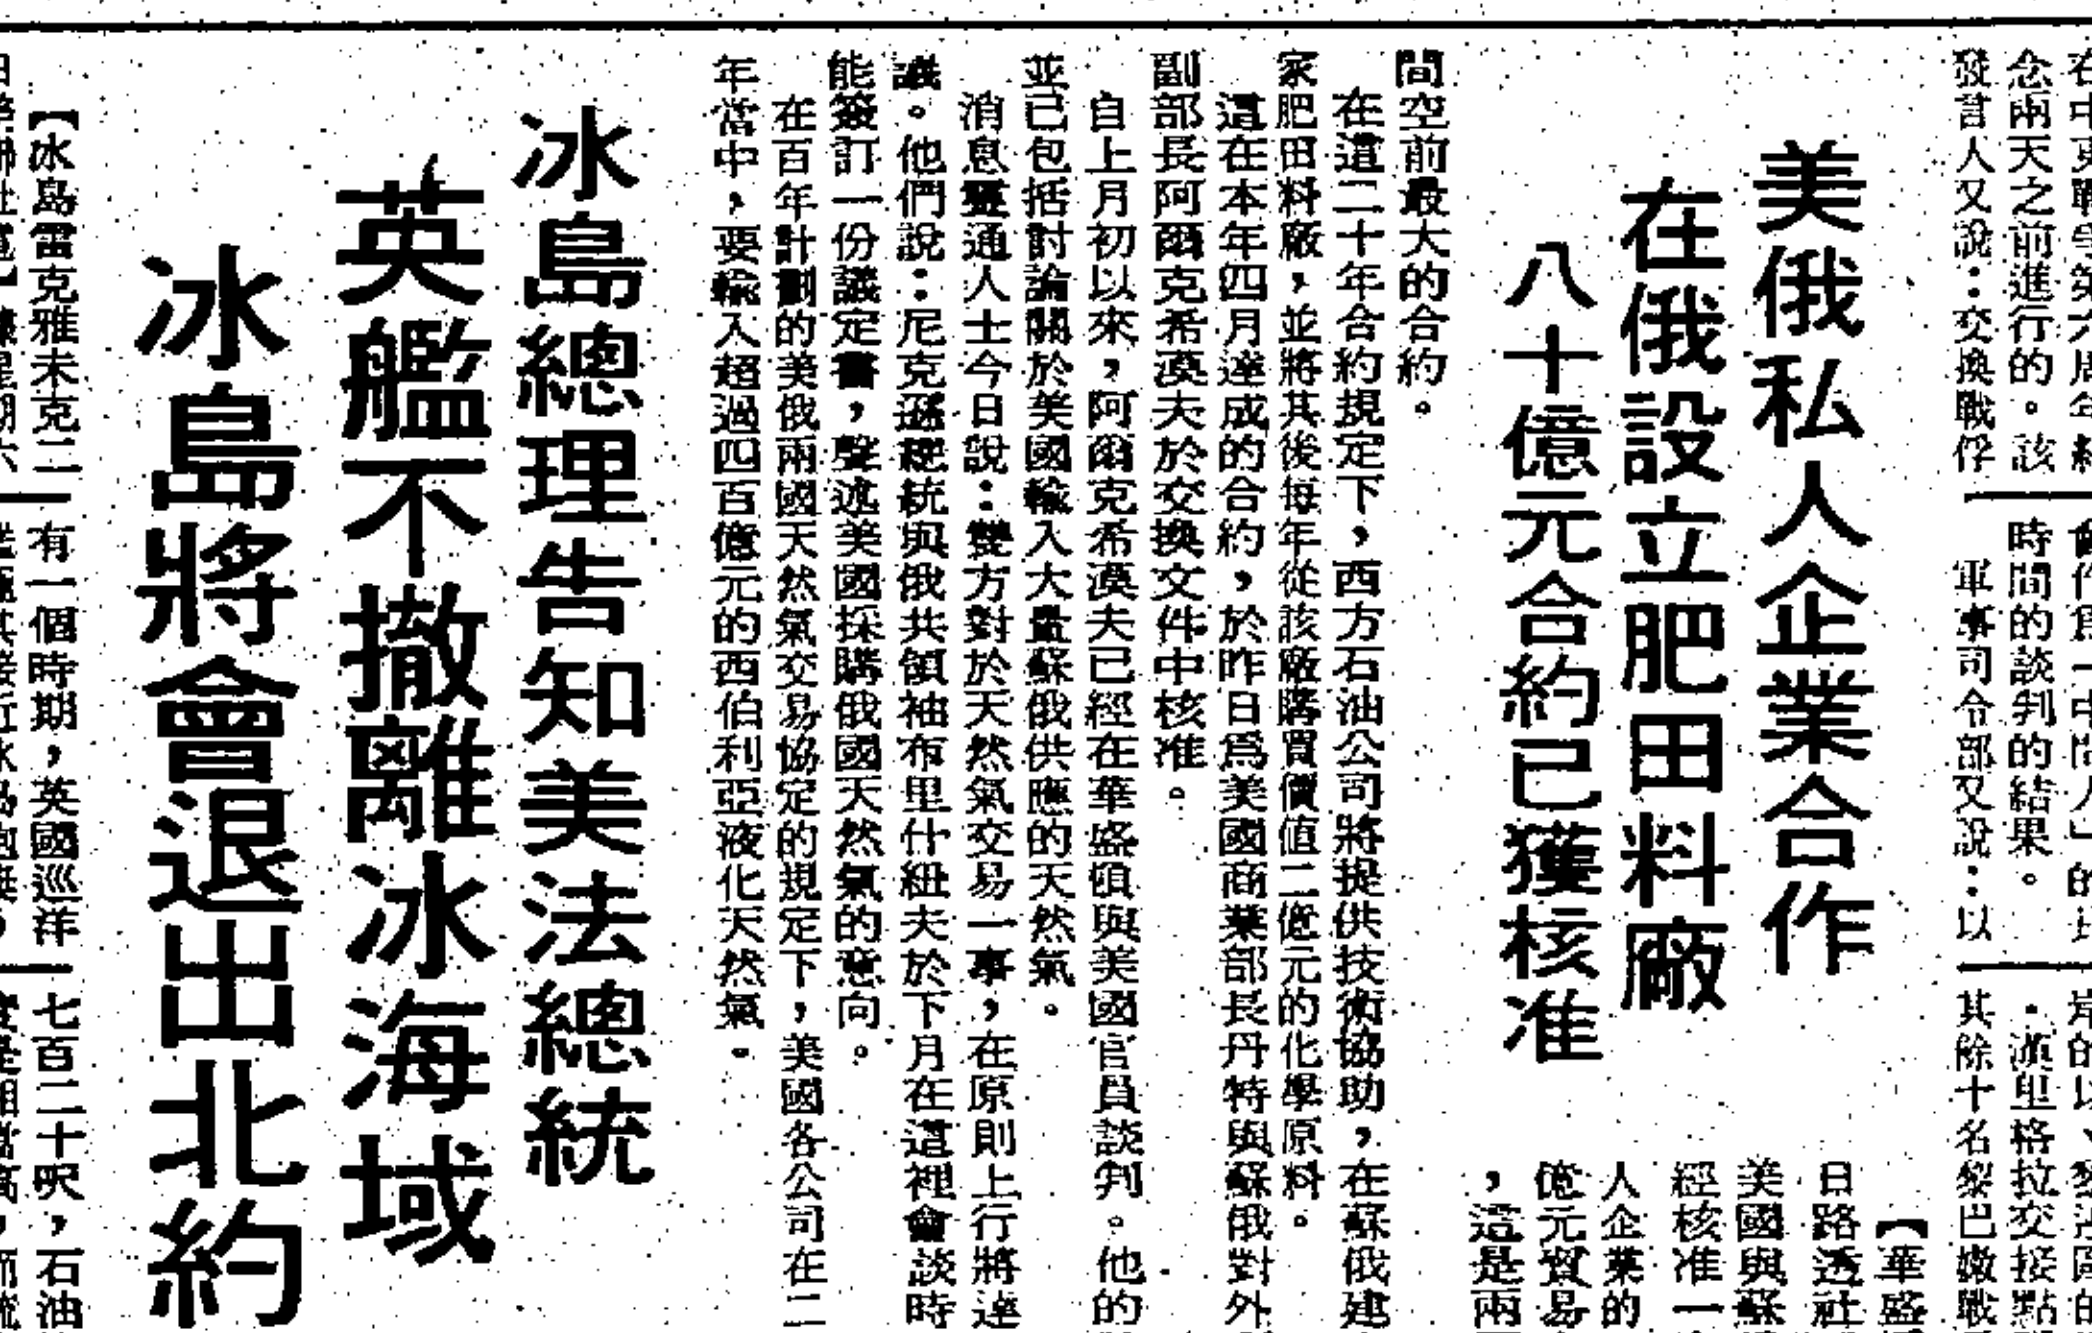 念兩天之前進行的。該
發言人又說：交換戰俘
時間的談判的結果。
軍事司令部又說：以
其餘十名黎巴嫩戰
美俄私人企業合作
在俄設立肥田料廠
八十億元合約已獲核准
【華盛
日路透社
美國與蘇
經核准一
人企業的
億元貿易
，這是兩
間空前最大的合約。
在這二十年合約規定下，西方石油公司將提供技術協助，在蘇俄建
家肥田料廠，並將其後每年從該廠購買價值二億元的化學原料。
這在本年四月達成的合約，於昨日爲美國商業部長丹特與蘇俄對外
副部長阿爾克希漠夫於交換文件中核准。
自上月初以來，阿爾克希漠夫已經在華盛頓與美國官員談判。他的
並已包括討論關於美國輸入大量蘇俄供應的天然氣。
消息靈通人士今日說：雙方對於天然氣交易一事，在原則上行將達
議。他們說：尼克遜總統與俄共領袖布里什紐夫於下月在這裡會談時
能簽訂一份議定書，聲述美國採購俄國天然氣的意向。
在百年計劃的美俄兩國天然氣交易協定的規定下，美國各公司在二
年當中，要輸入超過四百億元的西伯利亞液化天然氣。
冰島總理告知美法總統
英艦不撤離冰海域
冰島將會退出北約
【冰島雷克雅未克二
有一個時期，英國巡洋
七百二十呎，石油